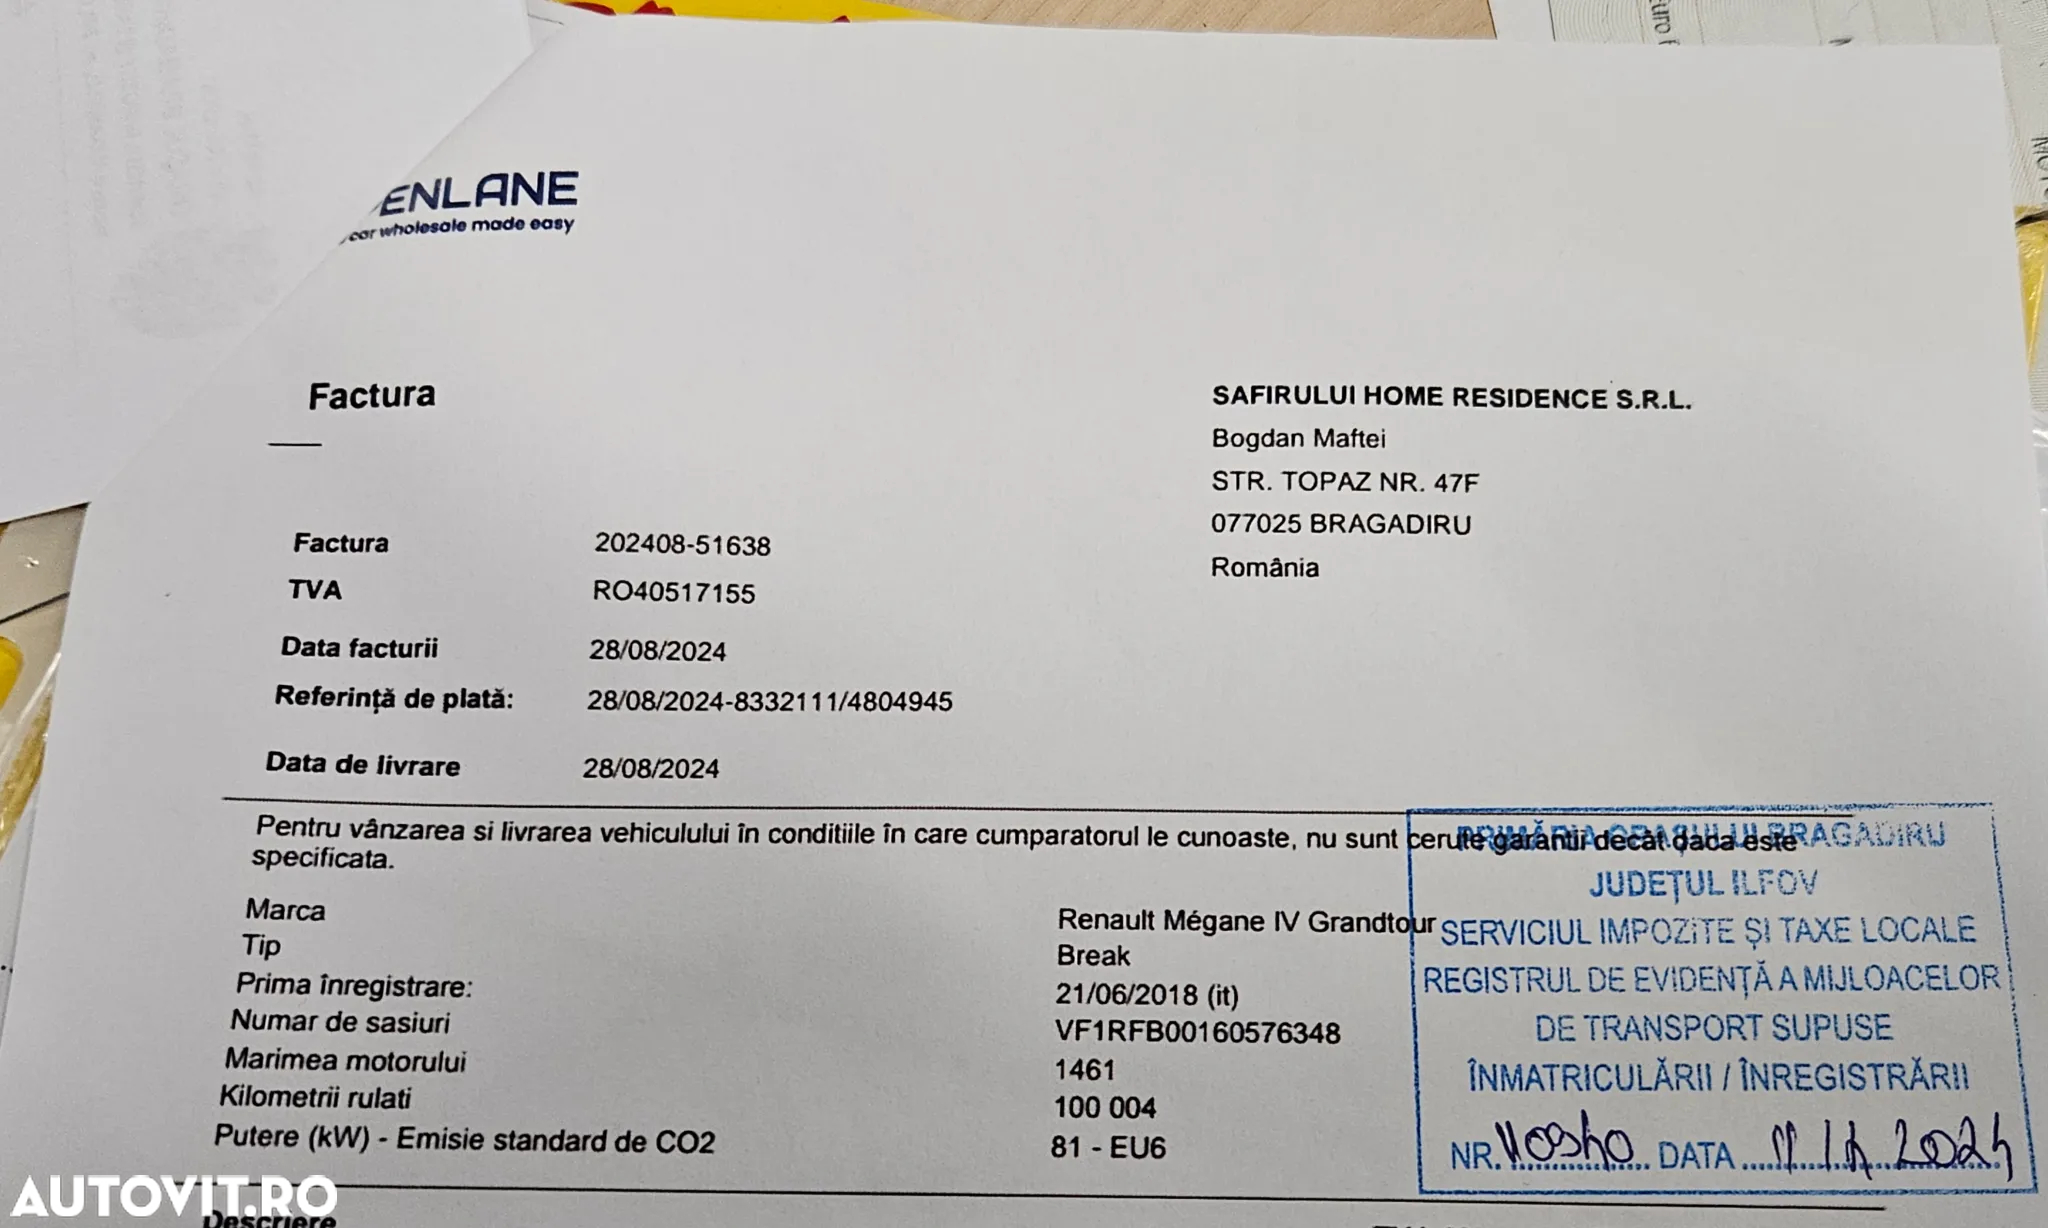 ENLANE
car wholesale made easy
Factura
SAFIRULUI HOME RESIDENCE S.R.L.
Bogdan Maftei
STR. TOPAZ NR. 47F
077025 BRAGADIRU
România
Factura 202408-51638
TVA RO40517155
Data facturii 28/08/2024
Referință de plată: 28/08/2024-8332111/4804945
Data de livrare 28/08/2024
Pentru vânzarea si livrarea vehiculului în conditiile în care cumparatorul le cunoaste, nu sunt cerute garantii decât daca este
specificata.
Marca Renault Mégane IV Grandtour
Tip Break
Prima înregistrare: 21/06/2018 (it)
Numar de sasiuri VF1RFB00160576348
Marimea motorului 1461
Kilometrii rulati 100 004
Putere (kW) - Emisie standard de CO2 81 - EU6
PRIMĂRIA ORAȘULUI BRAGADIRU
JUDEȚUL ILFOV
SERVICIUL IMPOZITE ȘI TAXE LOCALE
REGISTRUL DE EVIDENȚĂ A MIJLOACELOR
DE TRANSPORT SUPUSE
ÎNMATRICULĂRII / ÎNREGISTRĂRII
NR. DATA 2024
Descriere
AUTOVIT.RO